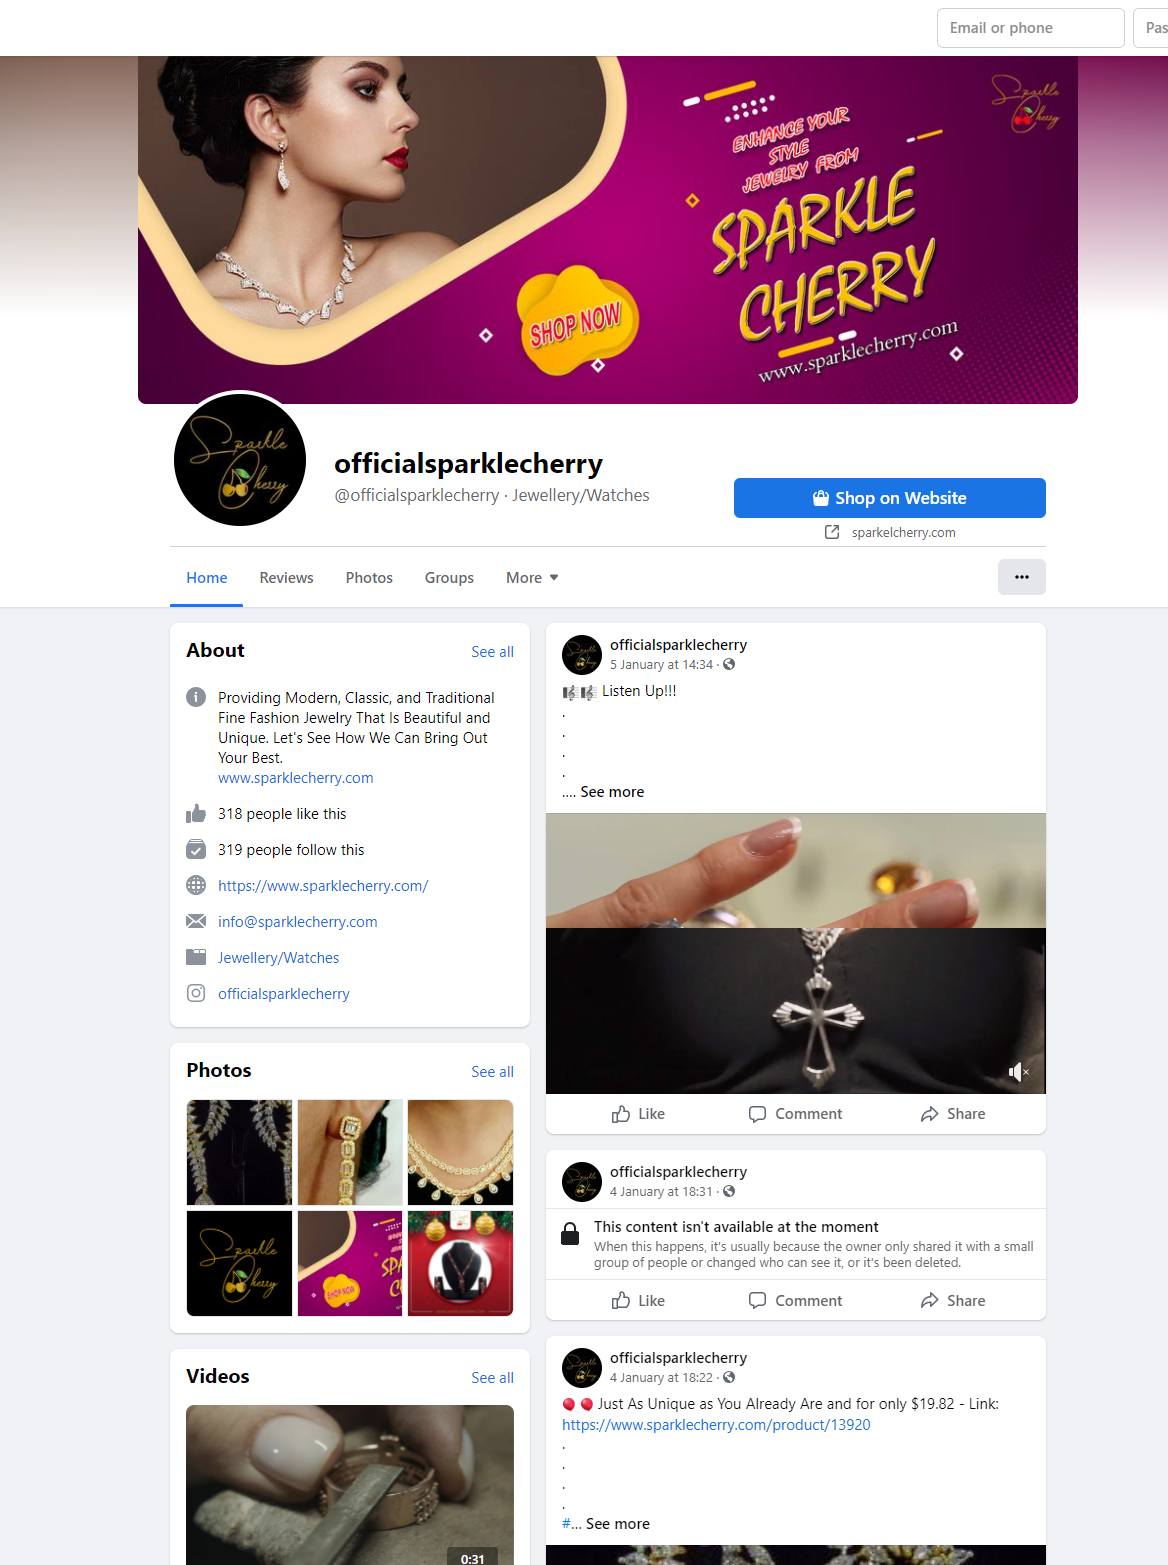 Email or phone
Pas
Sparkle
Cherry
ENHANCE YOUR
STYLE
JEWELRY FROM
SPARKLE
CHERRY
SHOP NOW
www.sparklecherry.com
Sparkle
Cherry
officialsparklecherry
@officialsparklecherry · Jewellery/Watches
Shop on Website
sparkelcherry.com
Home
Reviews
Photos
Groups
More
About
See all
Providing Modern, Classic, and Traditional
Fine Fashion Jewelry That Is Beautiful and
Unique. Let's See How We Can Bring Out
Your Best.
www.sparklecherry.com
318 people like this
319 people follow this
https://www.sparklecherry.com/
info@sparklecherry.com
Jewellery/Watches
officialsparklecherry
Photos
See all
Sparkle
Cherry
SHOP NOW
Videos
See all
0:31
officialsparklecherry
5 January at 14:34 ·
🎼🎼 Listen Up!!!
.
.
.
.
.... See more
Like
Comment
Share
officialsparklecherry
4 January at 18:31 ·
This content isn't available at the moment
When this happens, it's usually because the owner only shared it with a small
group of people or changed who can see it, or it's been deleted.
Like
Comment
Share
officialsparklecherry
4 January at 18:22 ·
🎈🎈 Just As Unique as You Already Are and for only $19.82 - Link:
https://www.sparklecherry.com/product/13920
.
.
.
.
#... See more